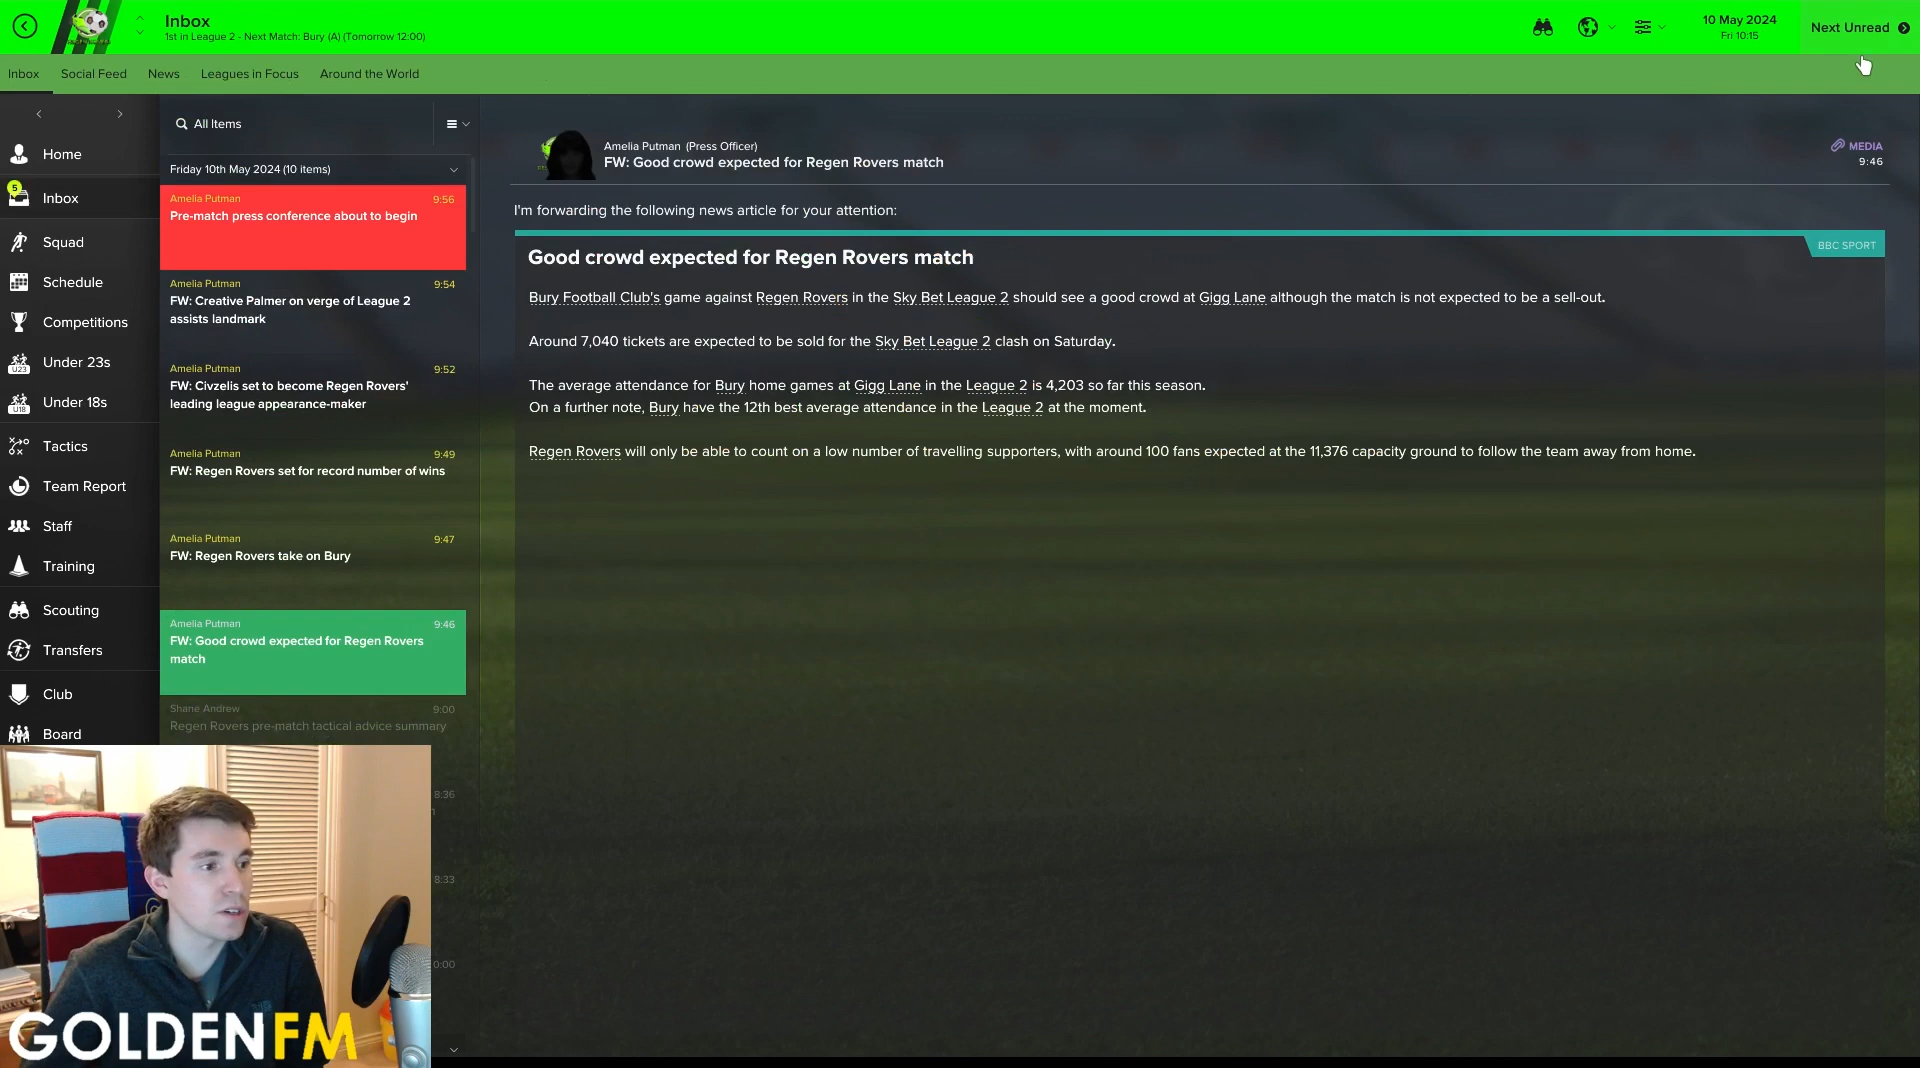 Inbox
1st in League 2 - Next Match: Bury (A) (Tomorrow 12:00)
10 May 2024
Fri 10:15
Next Unread
Inbox
Social Feed
News
Leagues in Focus
Around the World
Home
5
Inbox
Squad
Schedule
Competitions
U23
Under 23s
U18
Under 18s
Tactics
Team Report
Staff
Training
Scouting
Transfers
Club
Board
All Items
Friday 10th May 2024 (10 items)
Amelia Putman 9:56
Pre-match press conference about to begin
Amelia Putman 9:54
FW: Creative Palmer on verge of League 2
assists landmark
Amelia Putman 9:52
FW: Civzelis set to become Regen Rovers'
leading league appearance-maker
Amelia Putman 9:49
FW: Regen Rovers set for record number of wins
Amelia Putman 9:47
FW: Regen Rovers take on Bury
Amelia Putman 9:46
FW: Good crowd expected for Regen Rovers
match
Shane Andrew 9:00
Regen Rovers pre-match tactical advice summary
8:36
8:33
0:00
Amelia Putman (Press Officer)
FW: Good crowd expected for Regen Rovers match
MEDIA
9:46
I'm forwarding the following news article for your attention:
BBC SPORT
Good crowd expected for Regen Rovers match
Bury Football Club's game against Regen Rovers in the Sky Bet League 2 should see a good crowd at Gigg Lane although the match is not expected to be a sell-out.
Around 7,040 tickets are expected to be sold for the Sky Bet League 2 clash on Saturday.
The average attendance for Bury home games at Gigg Lane in the League 2 is 4,203 so far this season.
On a further note, Bury have the 12th best average attendance in the League 2 at the moment.
Regen Rovers will only be able to count on a low number of travelling supporters, with around 100 fans expected at the 11,376 capacity ground to follow the team away from home.
GOLDENFM